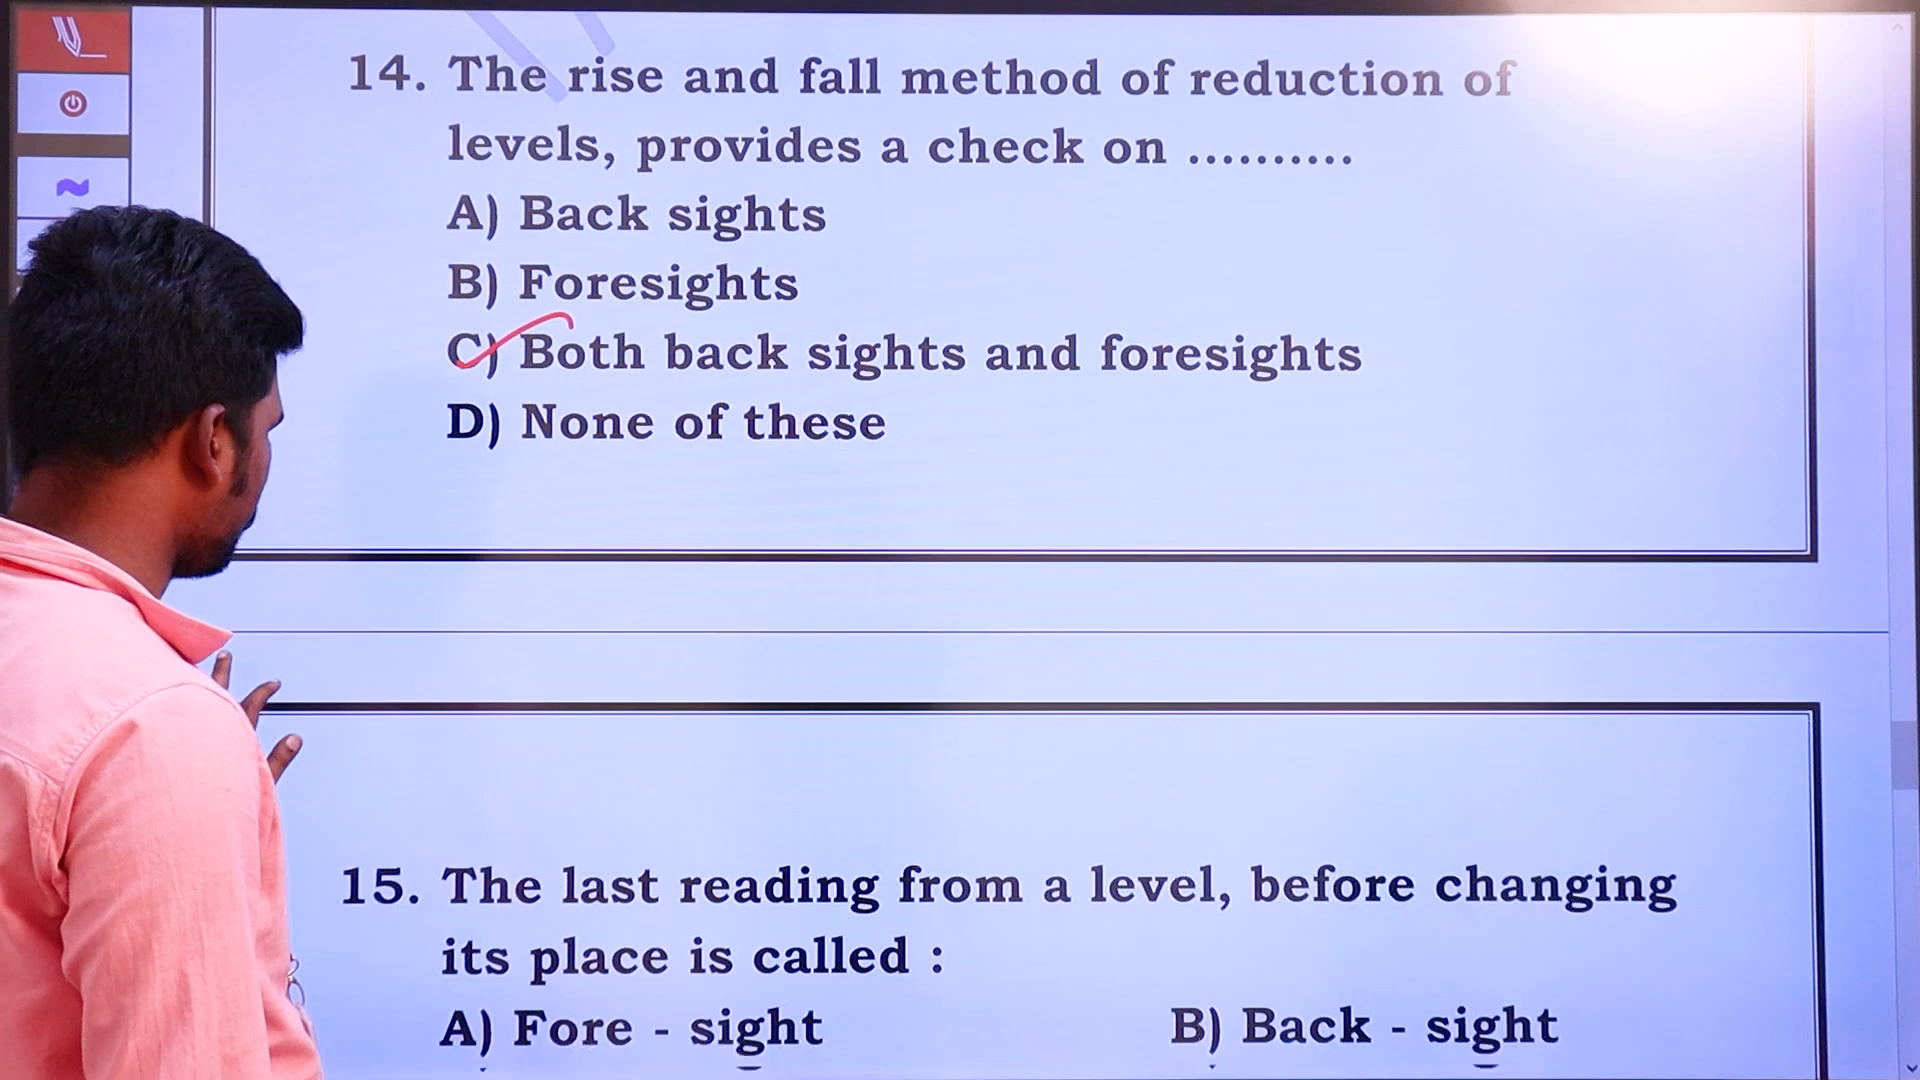 14. The rise and fall method of reduction of
levels, provides a check on ..........
A) Back sights
B) Foresights
C) Both back sights and foresights
D) None of these
15. The last reading from a level, before changing
its place is called :
A) Fore - sight
B) Back - sight